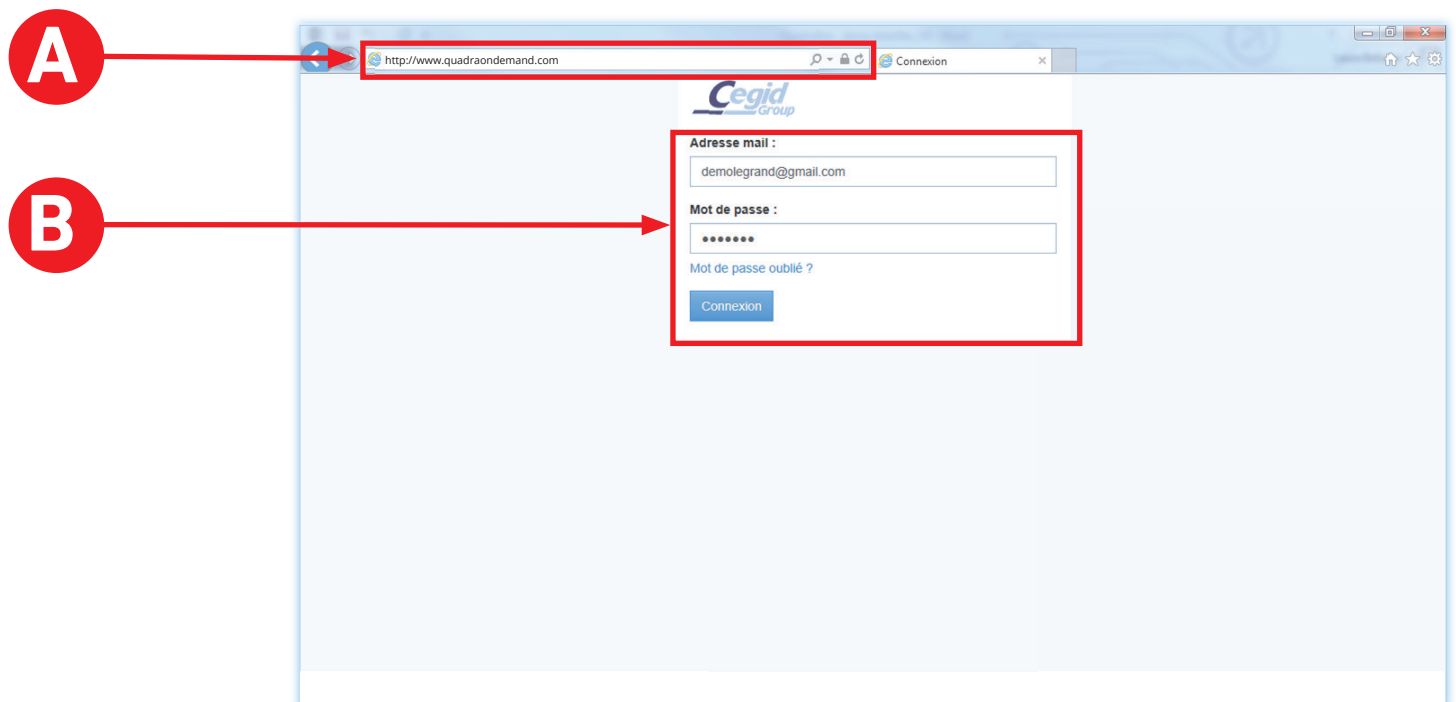 A
http://www.quadraondemand.com
Connexion
Cegid
Group
Adresse mail :
demolegrand@gmail.com
B
Mot de passe :
•••••••
Mot de passe oublié ?
Connexion